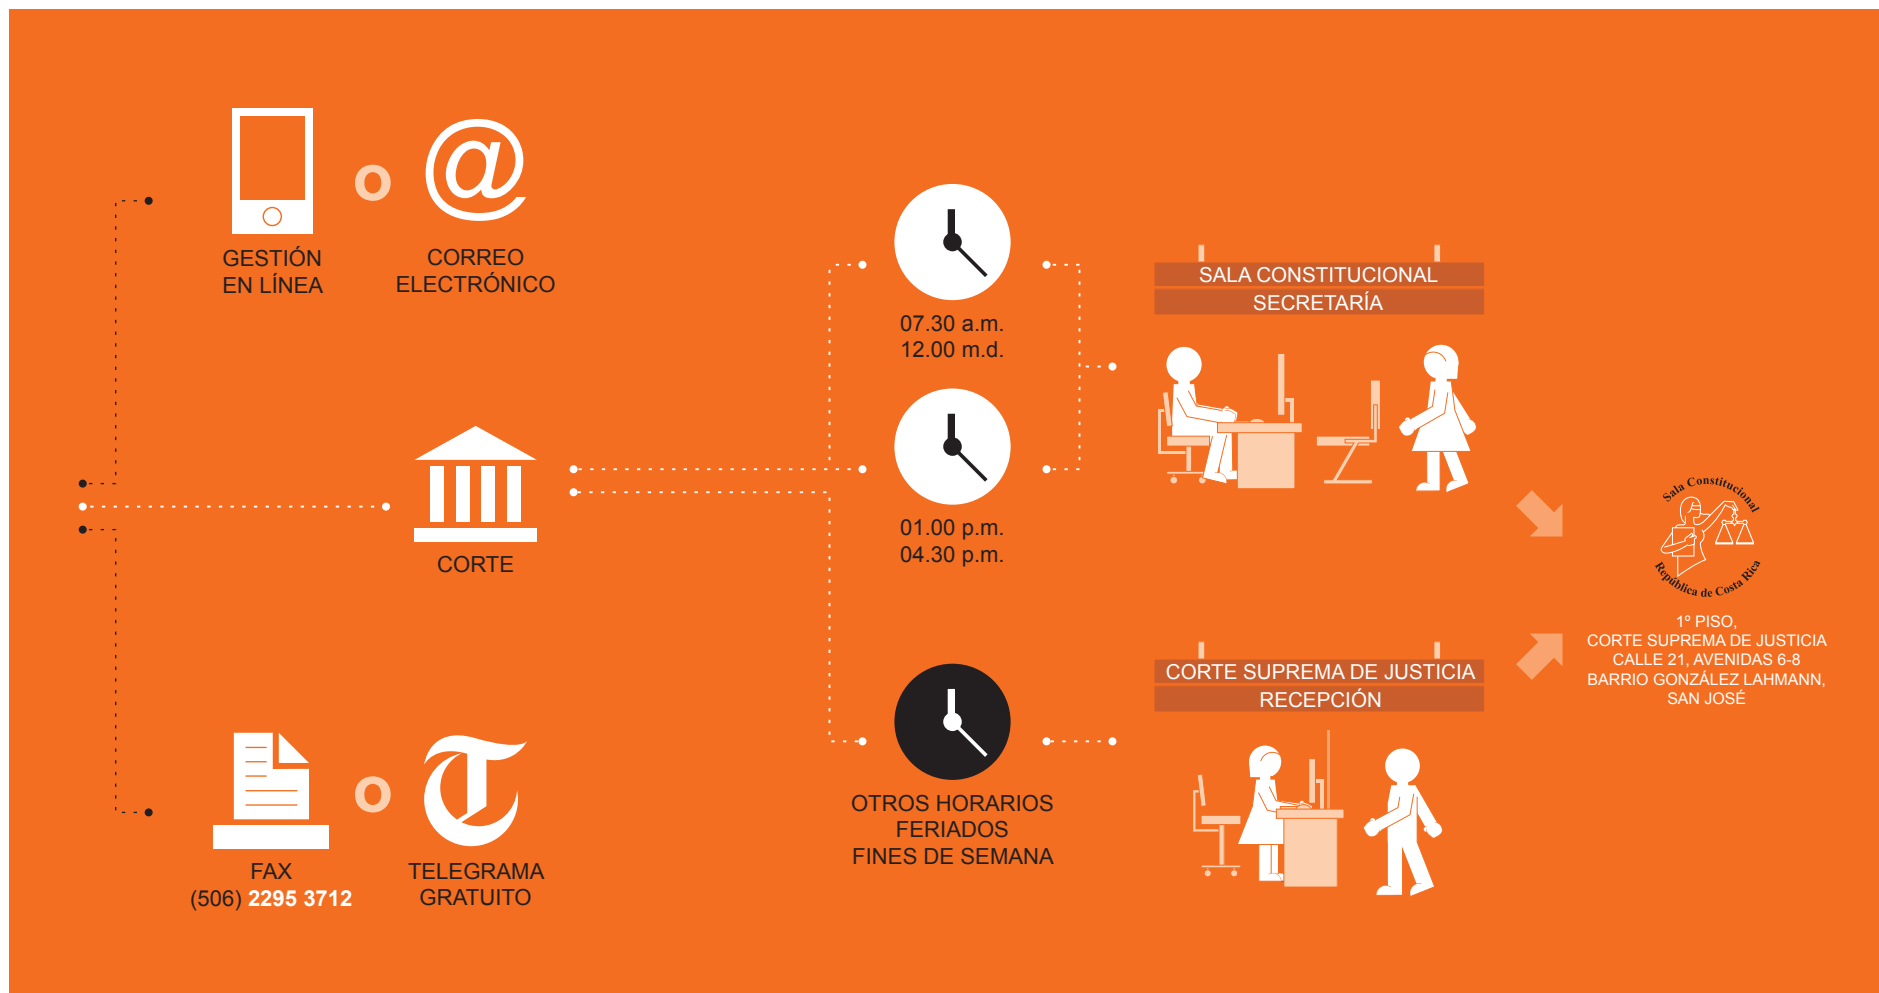 o
@
GESTIÓN
EN LÍNEA
CORREO
ELECTRÓNICO
CORTE
o
FAX
(506) 2295 3712
TELEGRAMA
GRATUITO
07.30 a.m.
12.00 m.d.
01.00 p.m.
04.30 p.m.
OTROS HORARIOS
FERIADOS
FINES DE SEMANA
SALA CONSTITUCIONAL
SECRETARÍA
CORTE SUPREMA DE JUSTICIA
RECEPCIÓN
Sala Constitucional
República de Costa Rica
1º PISO,
CORTE SUPREMA DE JUSTICIA
CALLE 21, AVENIDAS 6-8
BARRIO GONZÁLEZ LAHMANN,
SAN JOSÉ